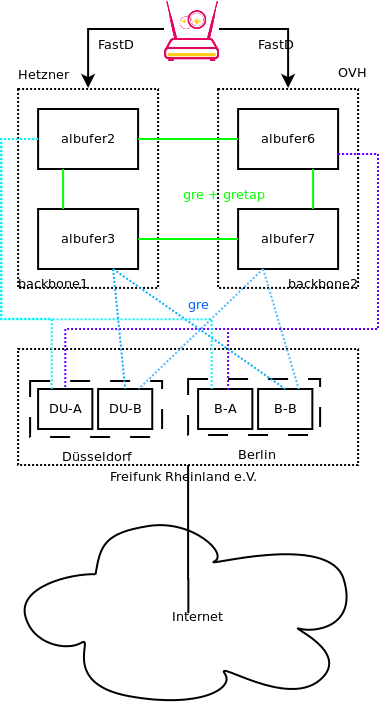 FastD
FastD
Hetzner
OVH
albufer2
albufer6
gre + gretap
albufer3
albufer7
backbone1
backbone2
gre
DU-A
DU-B
B-A
B-B
Düsseldorf
Berlin
Freifunk Rheinland e.V.
Internet